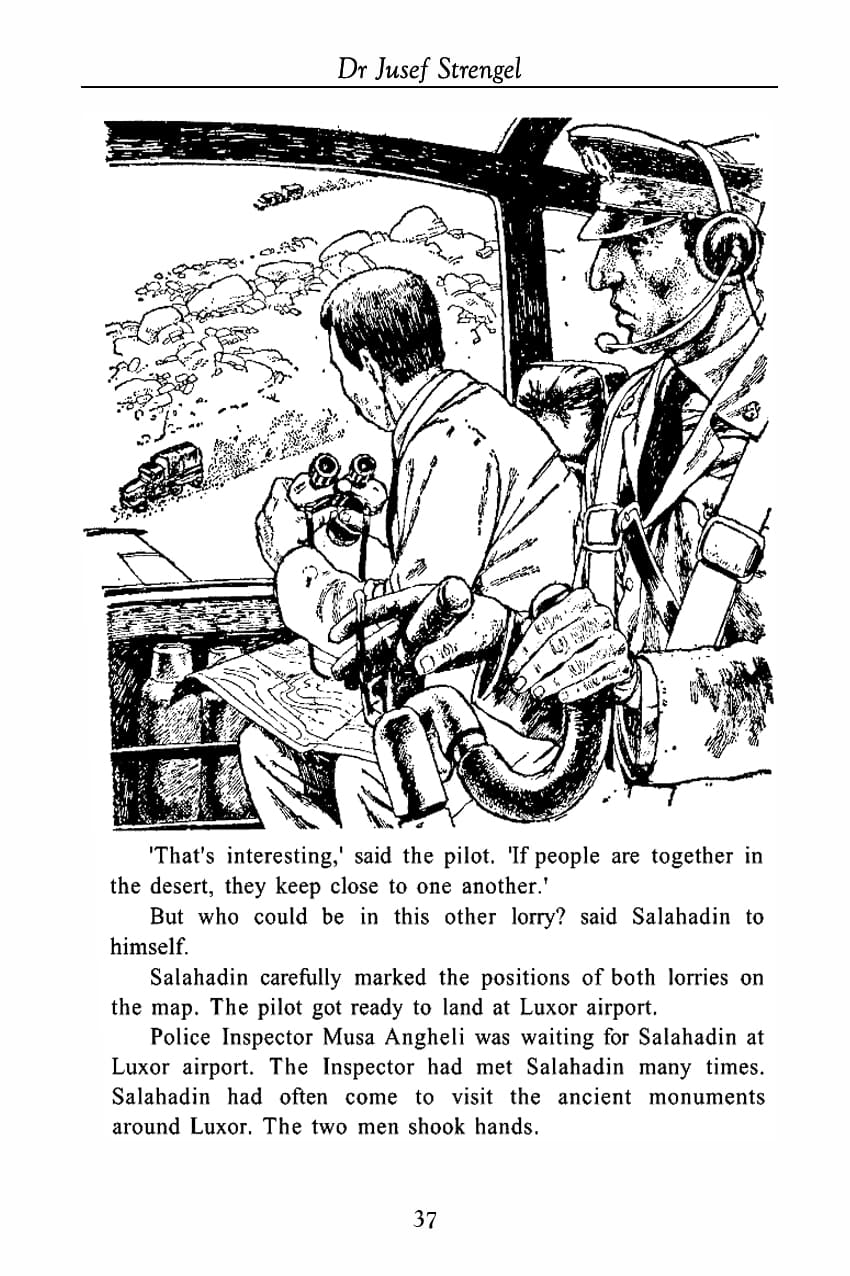 Dr Jusef Strengel
'That's interesting,' said the pilot. 'If people are together in
the desert, they keep close to one another.'
But who could be in this other lorry? said Salahadin to
himself.
Salahadin carefully marked the positions of both lorries on
the map. The pilot got ready to land at Luxor airport.
Police Inspector Musa Angheli was waiting for Salahadin at
Luxor airport. The Inspector had met Salahadin many times.
Salahadin had often come to visit the ancient monuments
around Luxor. The two men shook hands.
37